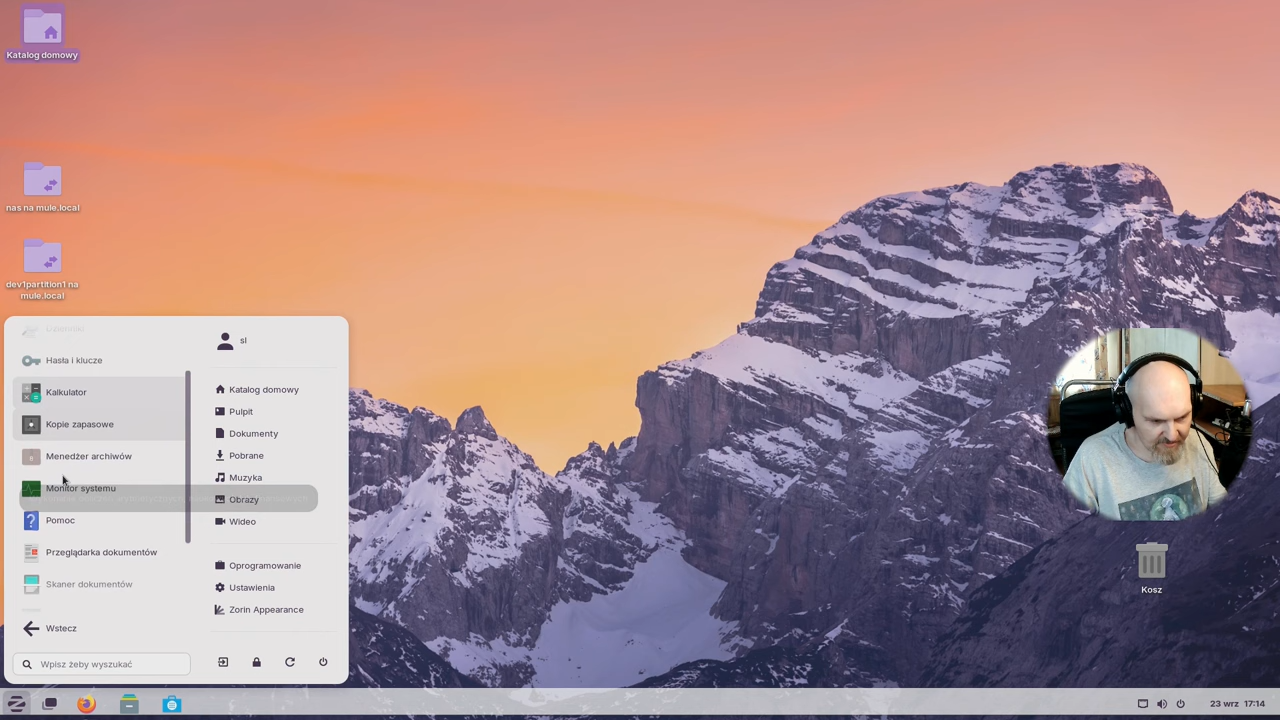 Katalog domowy
nas na mule.local
dev1partition1 na
mule.local
Dzienniki
Hasła i klucze
Kalkulator
Kopie zapasowe
Menedżer archiwów
Monitor systemu
Pomoc
Przeglądarka dokumentów
Skaner dokumentów
Wstecz
Wpisz żeby wyszukać
sl
Katalog domowy
Pulpit
Dokumenty
Pobrane
Muzyka
Obrazy
Wideo
Oprogramowanie
Ustawienia
Zorin Appearance
Kosz
23 wrz 17:14